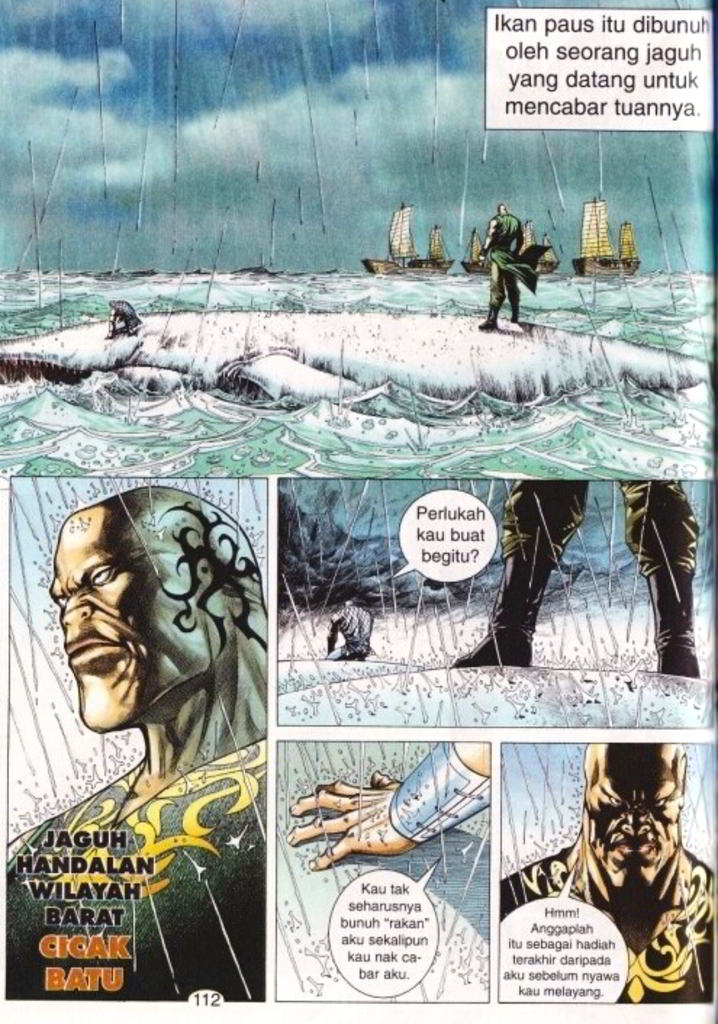 Ikan paus itu dibunuh
oleh seorang jaguh
yang datang untuk
mencabar tuannya.
Perlukah
kau buat
begitu?
JAGUH
HANDALAN
WILAYAH
BARAT
CICAK
BATU
Kau tak
seharusnya
bunuh "rakan"
aku sekalipun
kau nak ca-
bar aku.
Hmm!
Anggaplah
itu sebagai hadiah
terakhir daripada
aku sebelum nyawa
kau melayang.
112